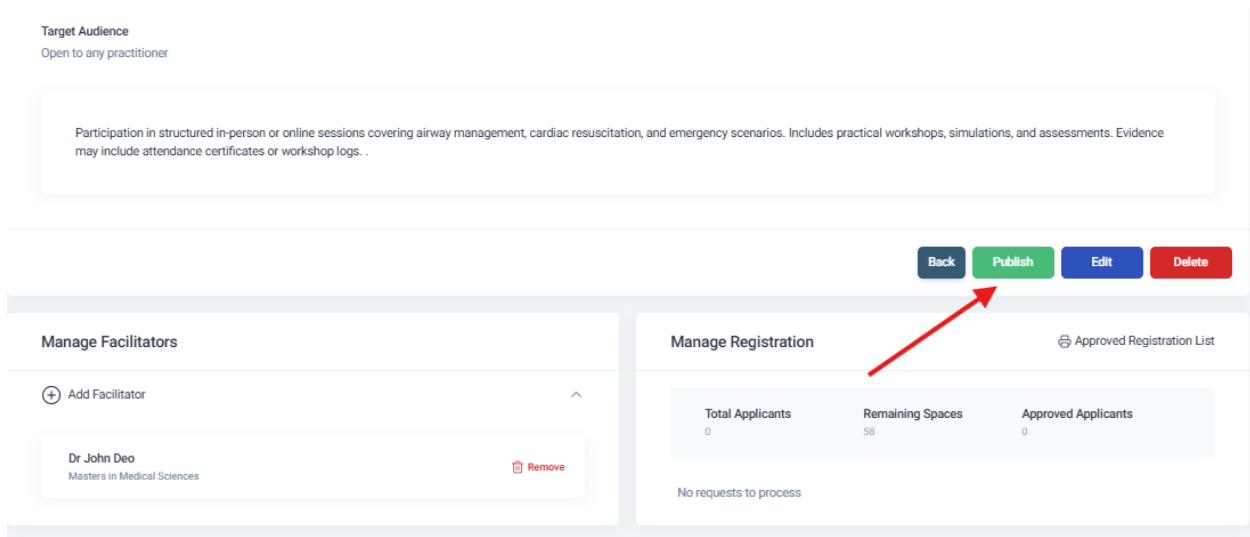 Target Audience
Open to any practitioner
Participation in structured in-person or online sessions covering airway management, cardiac resuscitation, and emergency scenarios. Includes practical workshops, simulations, and assessments. Evidence
may include attendance certificates or workshop logs. .
Back Publish Edit Delete
Manage Facilitators
Add Facilitator
Dr John Deo
Masters in Medical Sciences
Remove
Manage Registration
Approved Registration List
Total Applicants Remaining Spaces Approved Applicants
0 58 0
No requests to process